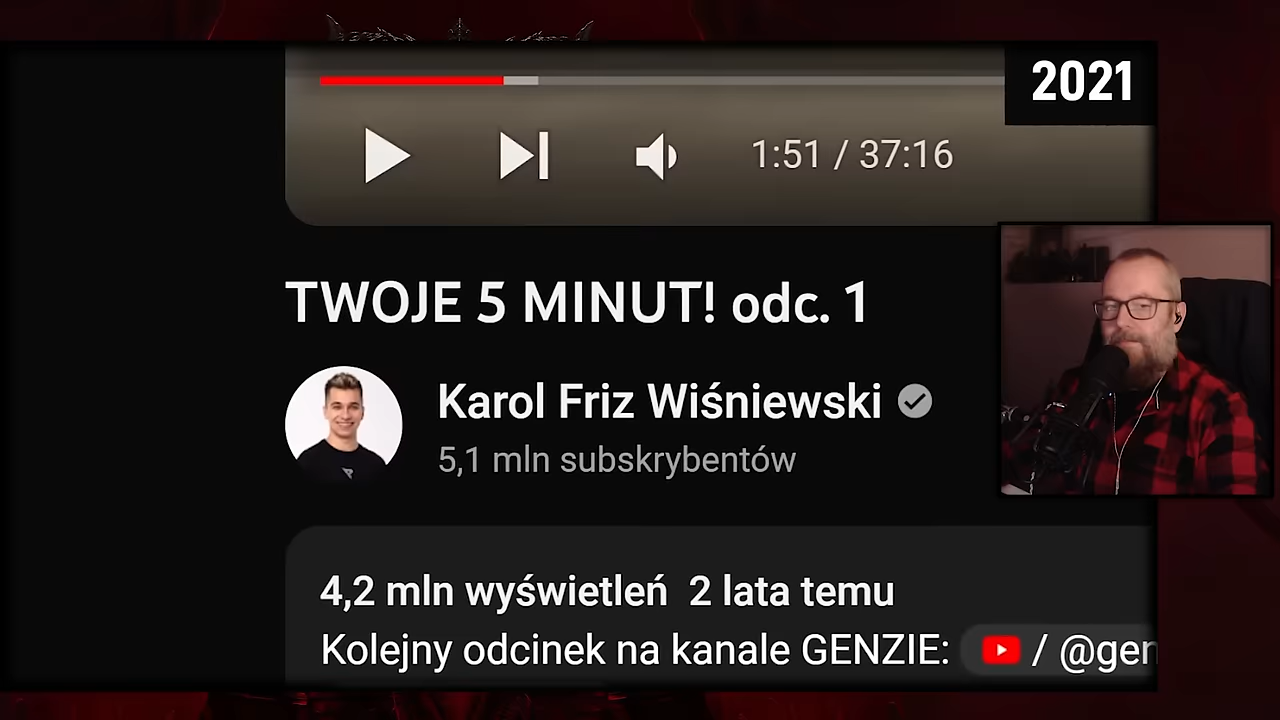 2021
1:51 / 37:16
TWOJE 5 MINUT! odc. 1
Karol Friz Wiśniewski
5,1 mln subskrybentów
4,2 mln wyświetleń 2 lata temu
Kolejny odcinek na kanale GENZIE: / @gen